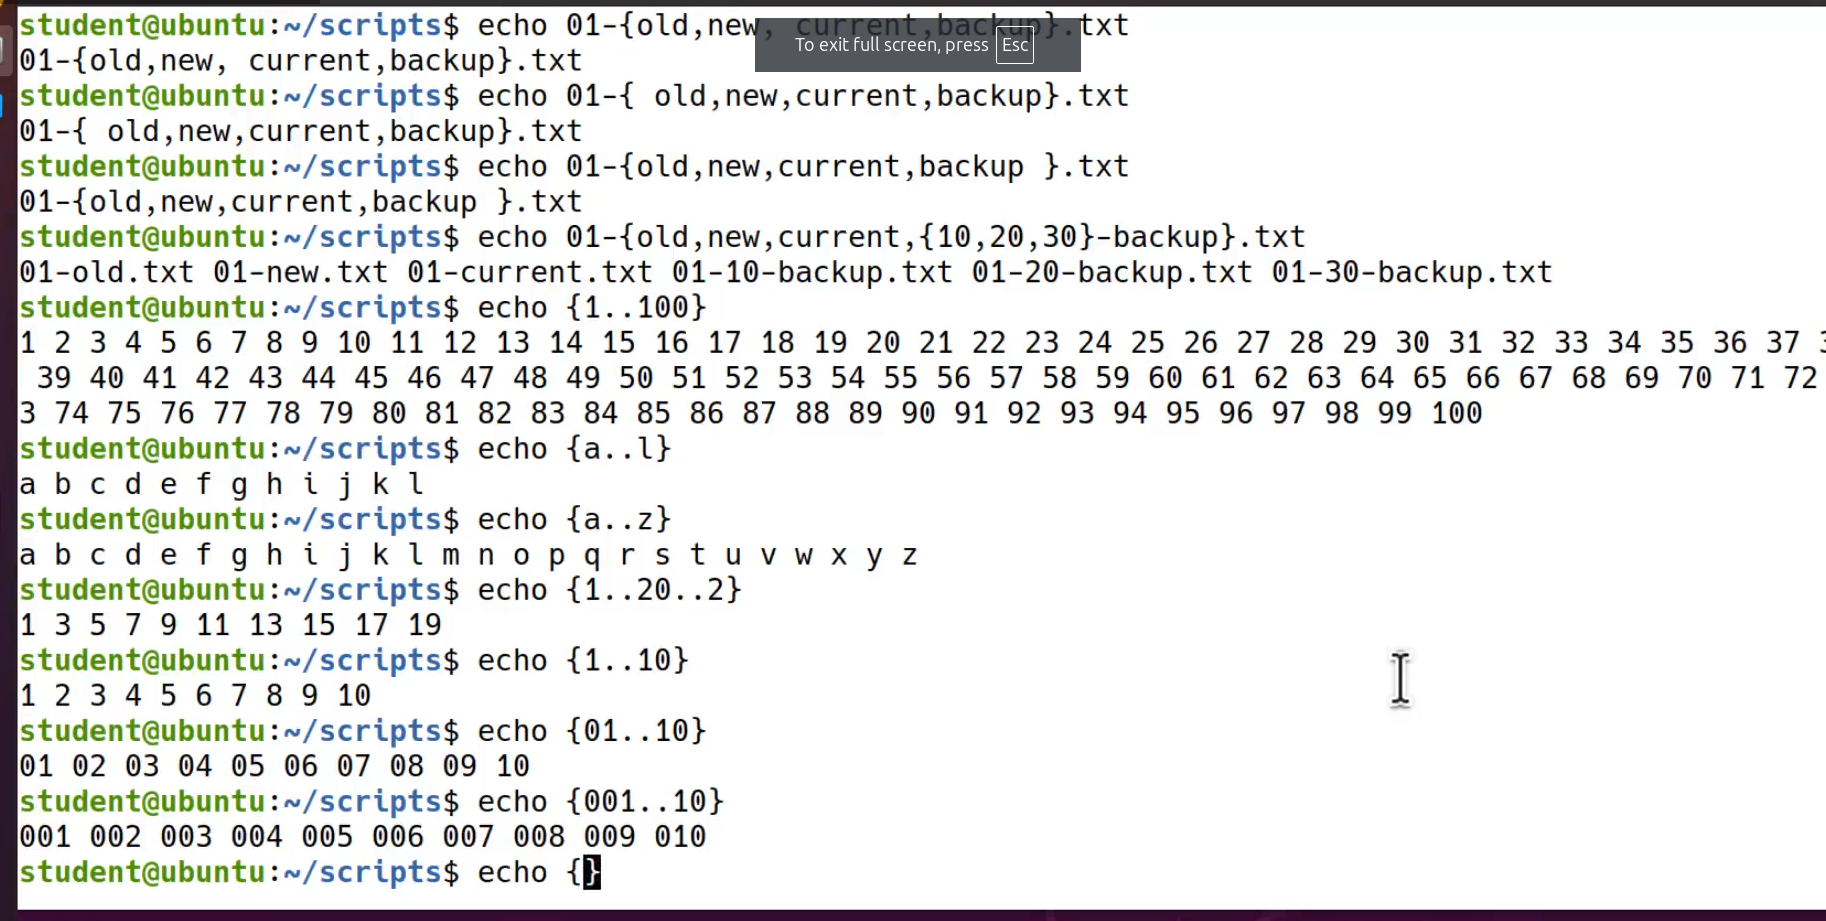 student@ubuntu:~/scripts$ echo 01-{old,new, current,backup}.txt
To exit full screen, press Esc
01-{old,new, current,backup}.txt
student@ubuntu:~/scripts$ echo 01-{ old,new,current,backup}.txt
01-{ old,new,current,backup}.txt
student@ubuntu:~/scripts$ echo 01-{old,new,current,backup }.txt
01-{old,new,current,backup }.txt
student@ubuntu:~/scripts$ echo 01-{old,new,current,{10,20,30}-backup}.txt
01-old.txt 01-new.txt 01-current.txt 01-10-backup.txt 01-20-backup.txt 01-30-backup.txt
student@ubuntu:~/scripts$ echo {1..100}
1 2 3 4 5 6 7 8 9 10 11 12 13 14 15 16 17 18 19 20 21 22 23 24 25 26 27 28 29 30 31 32 33 34 35 36 37 3
39 40 41 42 43 44 45 46 47 48 49 50 51 52 53 54 55 56 57 58 59 60 61 62 63 64 65 66 67 68 69 70 71 72
3 74 75 76 77 78 79 80 81 82 83 84 85 86 87 88 89 90 91 92 93 94 95 96 97 98 99 100
student@ubuntu:~/scripts$ echo {a..l}
a b c d e f g h i j k l
student@ubuntu:~/scripts$ echo {a..z}
a b c d e f g h i j k l m n o p q r s t u v w x y z
student@ubuntu:~/scripts$ echo {1..20..2}
1 3 5 7 9 11 13 15 17 19
student@ubuntu:~/scripts$ echo {1..10}
1 2 3 4 5 6 7 8 9 10
student@ubuntu:~/scripts$ echo {01..10}
01 02 03 04 05 06 07 08 09 10
student@ubuntu:~/scripts$ echo {001..10}
001 002 003 004 005 006 007 008 009 010
student@ubuntu:~/scripts$ echo {}